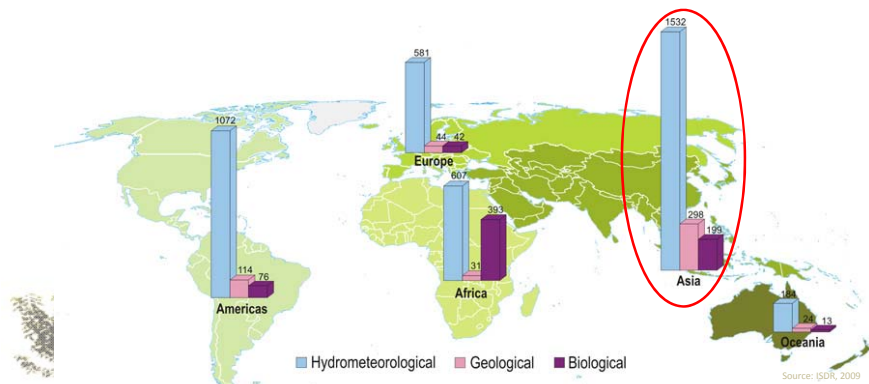 1532
581
1072
44 42
Europe
607
393
298
199
31
114
76
Africa
Asia
Americas
184
24 13
Oceania
Hydrometeorological Geological Biological
Source: ISDR, 2009